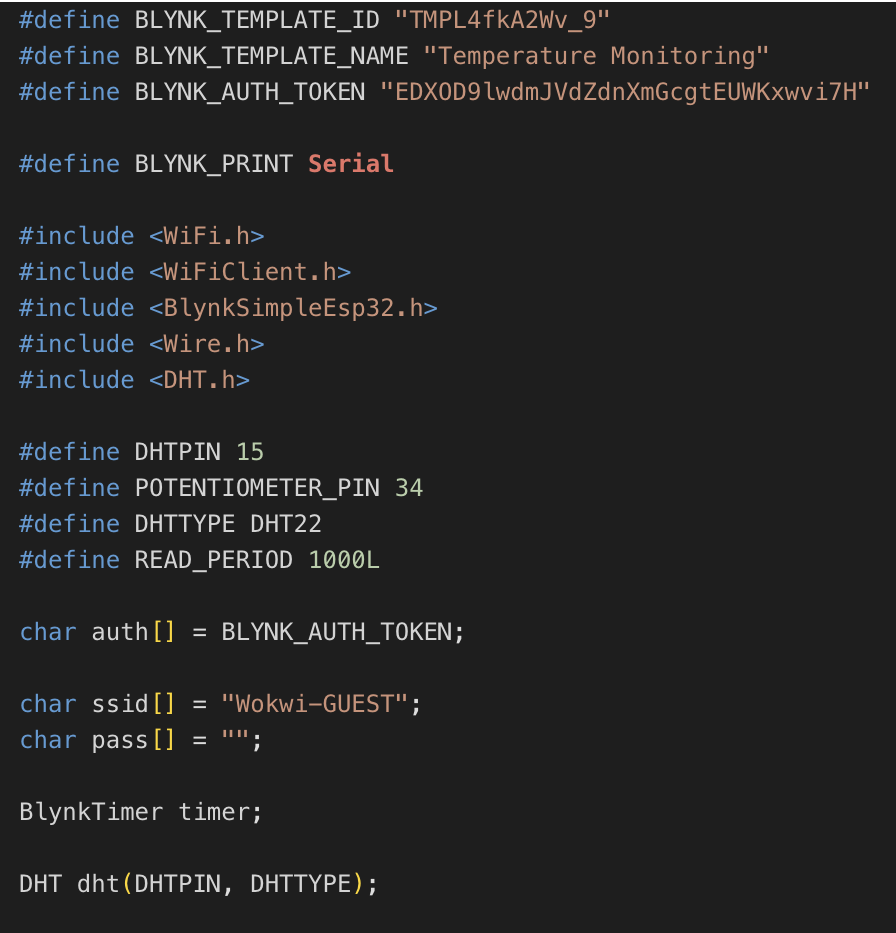 #define BLYNK_TEMPLATE_ID "TMPL4fkA2Wv_9"
#define BLYNK_TEMPLATE_NAME "Temperature Monitoring"
#define BLYNK_AUTH_TOKEN "EDXOD9lwdmJVdZdnXmGcgtEUWKxwvi7H"
#define BLYNK_PRINT Serial
#include <WiFi.h>
#include <WiFiClient.h>
#include <BlynkSimpleEsp32.h>
#include <Wire.h>
#include <DHT.h>
#define DHTPIN 15
#define POTENTIOMETER_PIN 34
#define DHTTYPE DHT22
#define READ_PERIOD 1000L
char auth[] = BLYNK_AUTH_TOKEN;
char ssid[] = "Wokwi-GUEST";
char pass[] = "";
BlynkTimer timer;
DHT dht(DHTPIN, DHTTYPE);